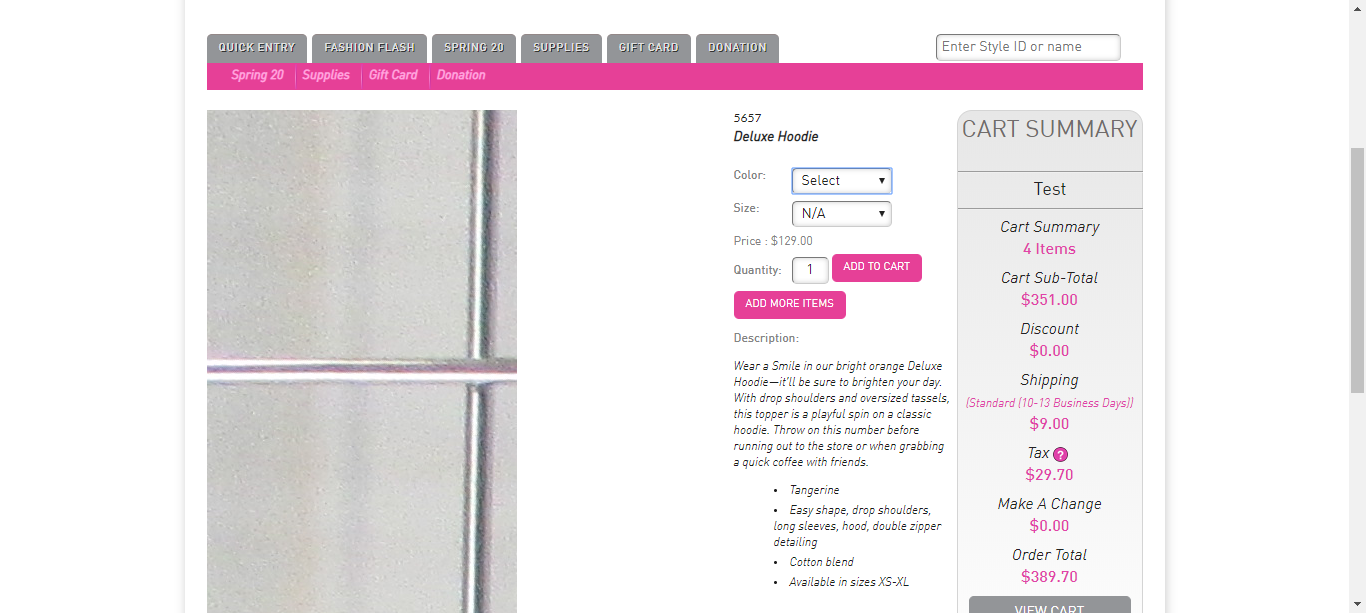 QUICK ENTRY
FASHION FLASH
SPRING 20
SUPPLIES
GIFT CARD
DONATION
Enter Style ID or name
Spring 20
Supplies
Gift Card
Donation
5657
Deluxe Hoodie
Color:
Select
Size:
N/A
Price : $129.00
Quantity:
1
ADD TO CART
ADD MORE ITEMS
Description:
Wear a Smile in our bright orange Deluxe
Hoodie—it'll be sure to brighten your day.
With drop shoulders and oversized tassels,
this topper is a playful spin on a classic
hoodie. Throw on this number before
running out to the store or when grabbing
a quick coffee with friends.
• Tangerine
• Easy shape, drop shoulders,
long sleeves, hood, double zipper
detailing
• Cotton blend
• Available in sizes XS-XL
CART SUMMARY
Test
Cart Summary
4 Items
Cart Sub-Total
$351.00
Discount
$0.00
Shipping
(Standard (10-13 Business Days))
$9.00
Tax ?
$29.70
Make A Change
$0.00
Order Total
$389.70
VIEW CART